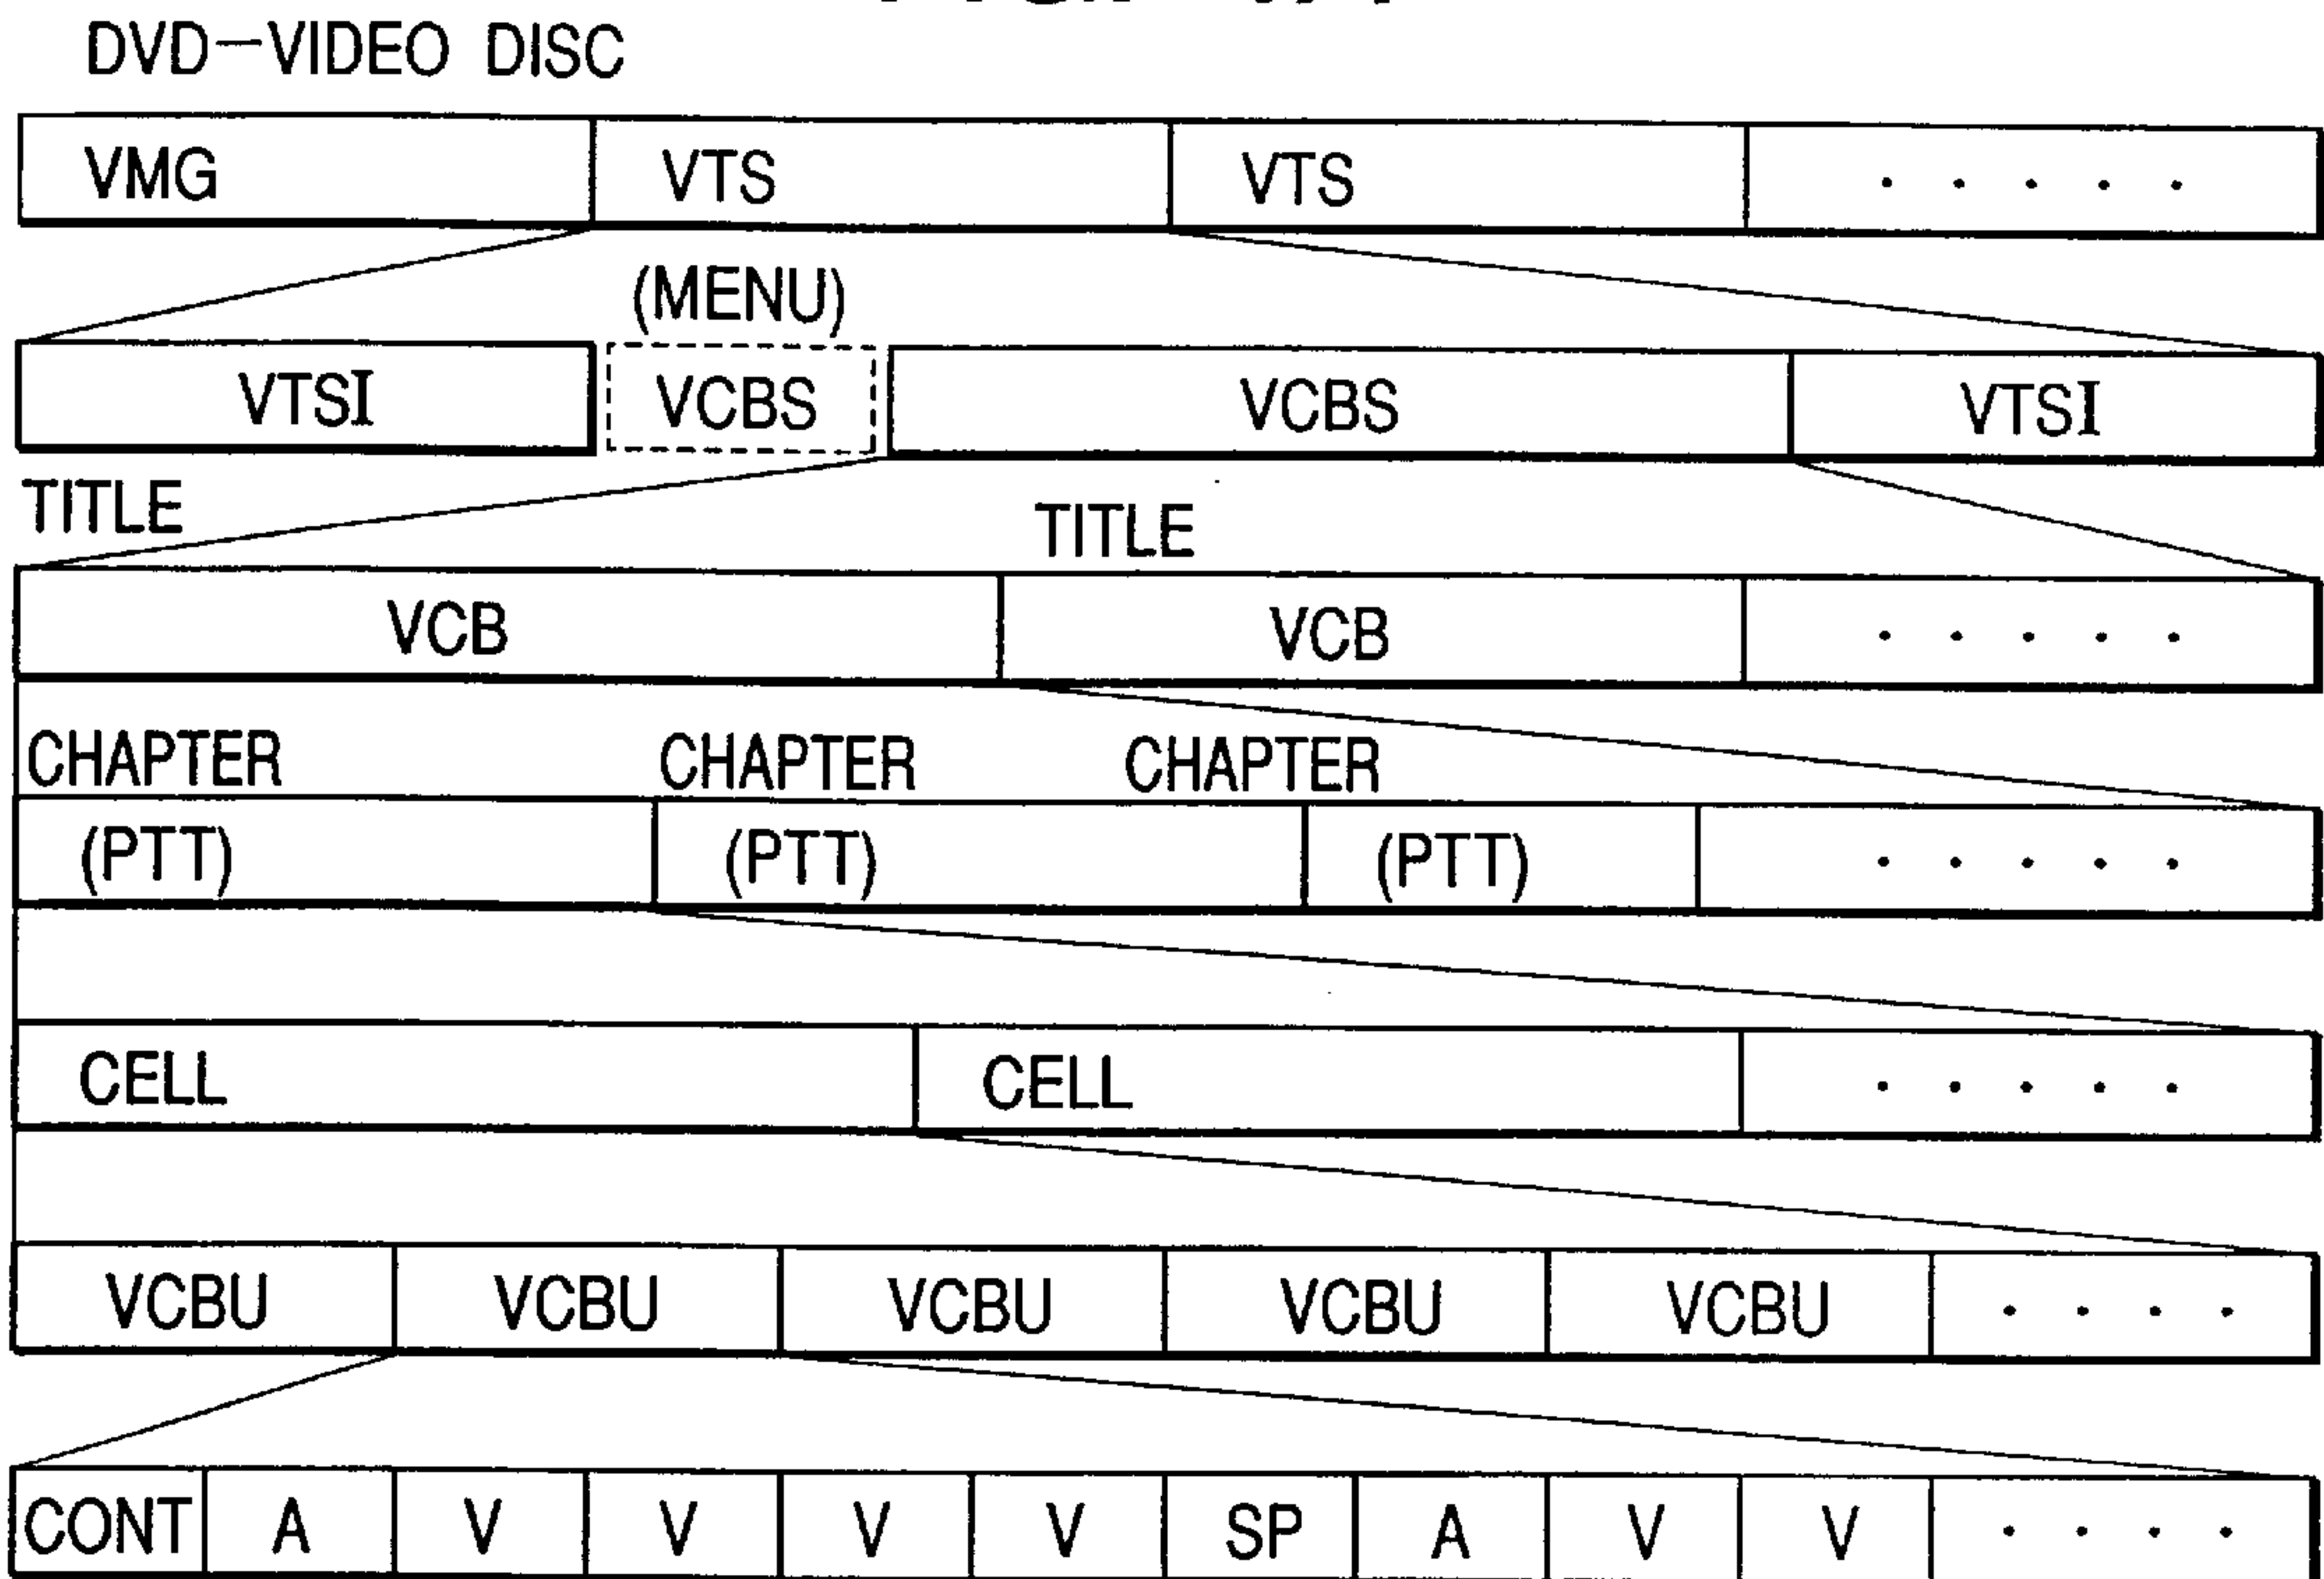 DVD-VIDEO DISC
VMG VTS VTS · · · · ·
(MENU)
VTSI VCBS VCBS VTSI
TITLE TITLE
VCB VCB · · · · ·
CHAPTER CHAPTER CHAPTER
(PTT) (PTT) (PTT) · · · · ·
CELL CELL · · · · ·
VCBU VCBU VCBU VCBU VCBU · · · ·
CONT A V V V V SP A V V · · · ·